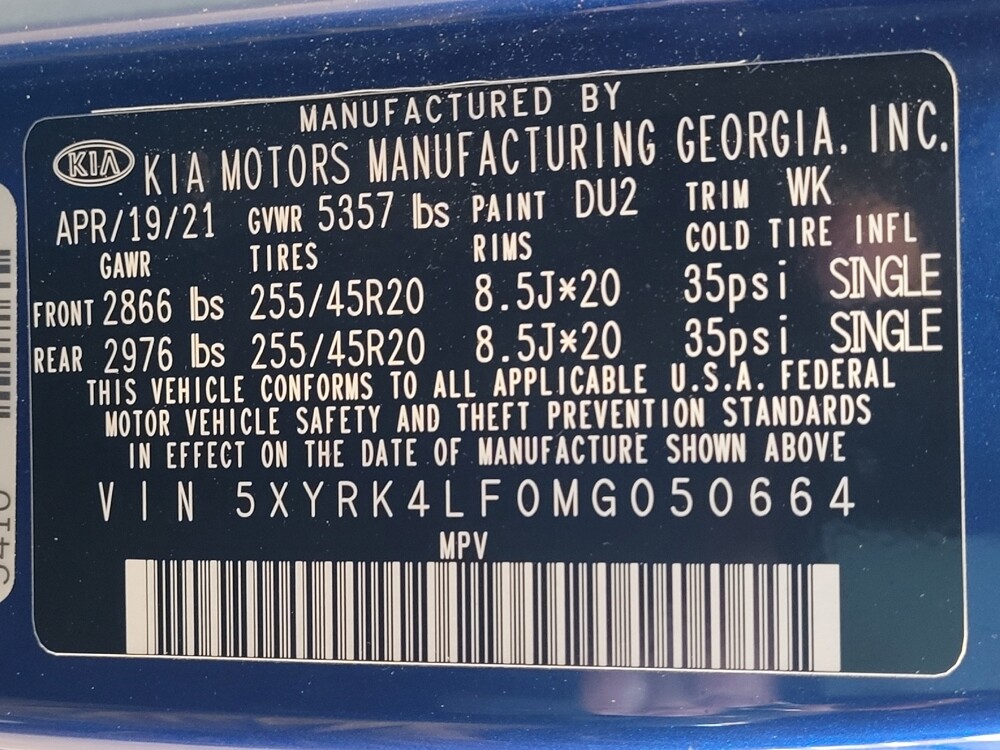 MANUFACTURED BY
KIA KIA MOTORS MANUFACTURING GEORGIA, INC.
APR/19/21 GVWR 5357 lbs PAINT DU2 TRIM WK
GAWR TIRES RIMS COLD TIRE INFL
FRONT 2866 lbs 255/45R20 8.5J*20 35psi SINGLE
REAR 2976 lbs 255/45R20 8.5J*20 35psi SINGLE
THIS VEHICLE CONFORMS TO ALL APPLICABLE U.S.A. FEDERAL
MOTOR VEHICLE SAFETY AND THEFT PREVENTION STANDARDS
IN EFFECT ON THE DATE OF MANUFACTURE SHOWN ABOVE
VIN 5XYRK4LF0MG050664
MPV